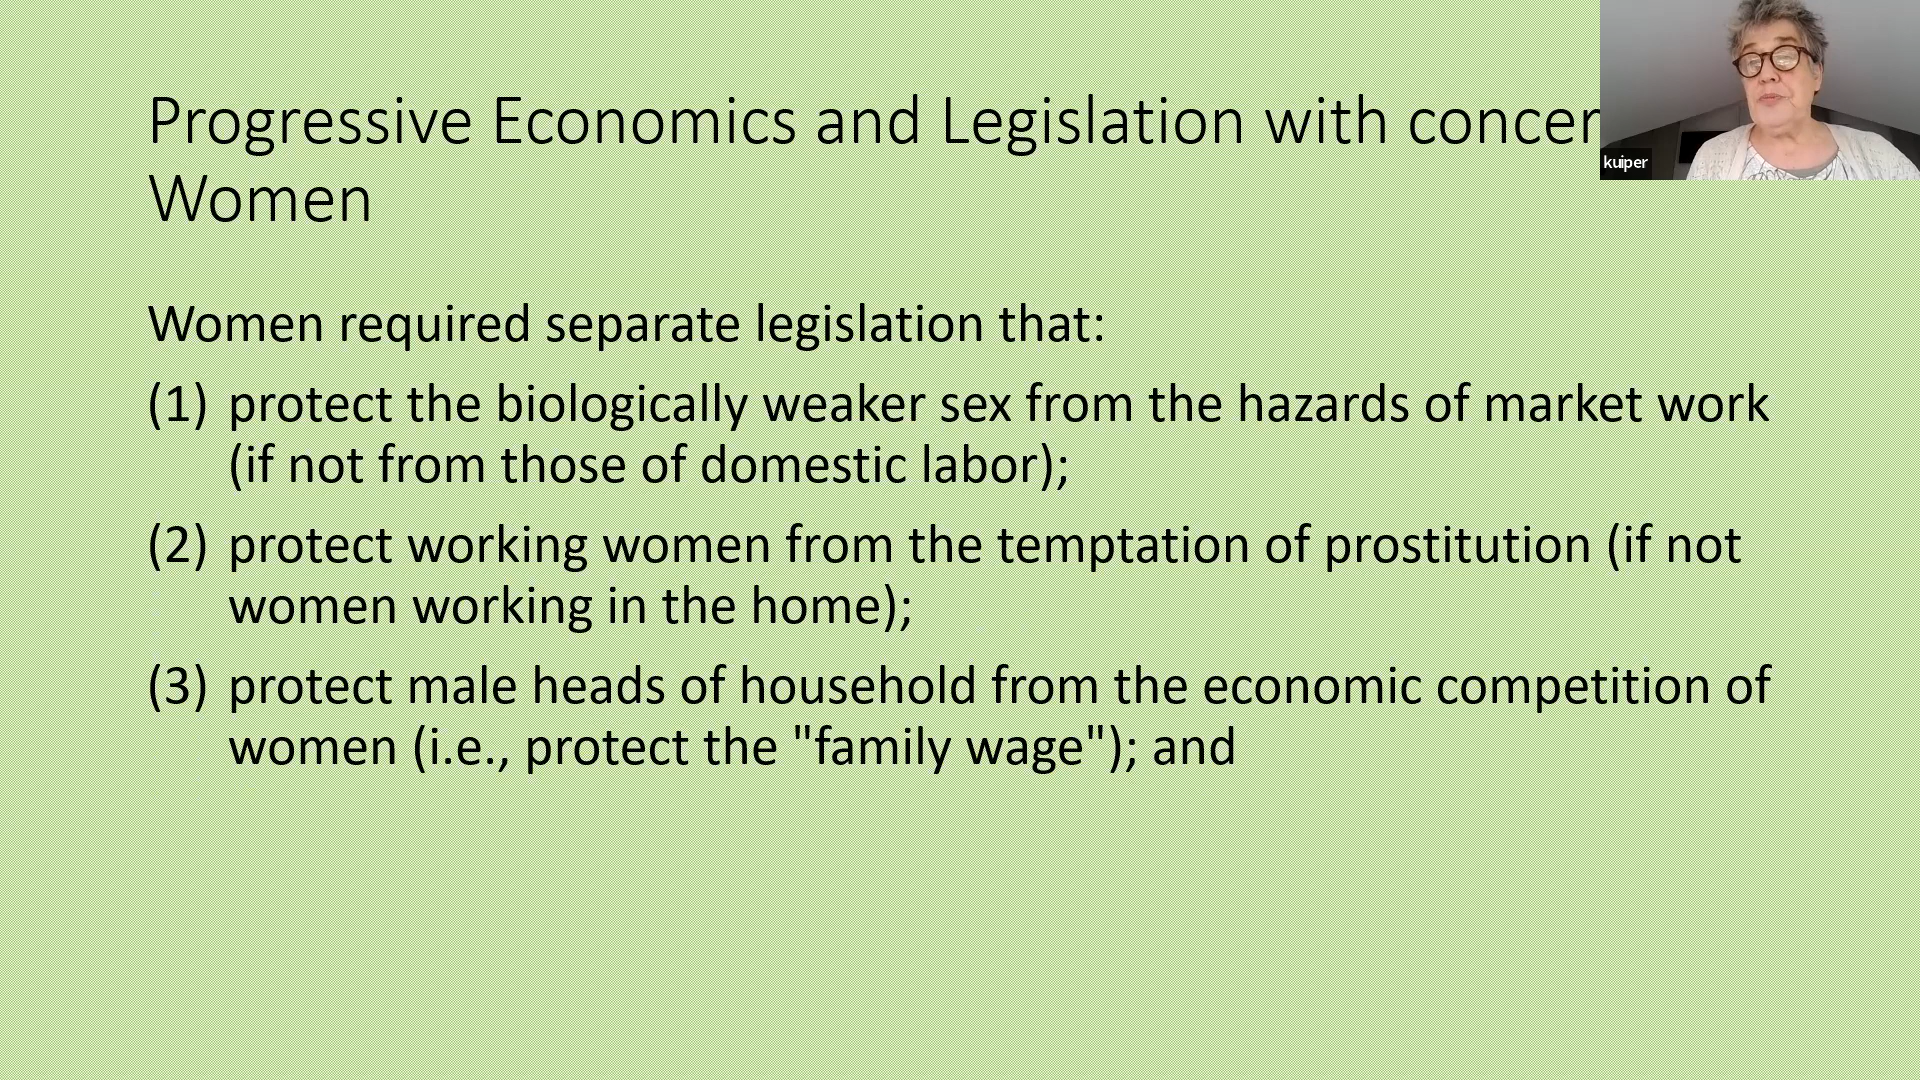 Progressive Economics and Legislation with concer
Women
kuiper
Women required separate legislation that:
(1) protect the biologically weaker sex from the hazards of market work
(if not from those of domestic labor);
(2) protect working women from the temptation of prostitution (if not
women working in the home);
(3) protect male heads of household from the economic competition of
women (i.e., protect the "family wage"); and